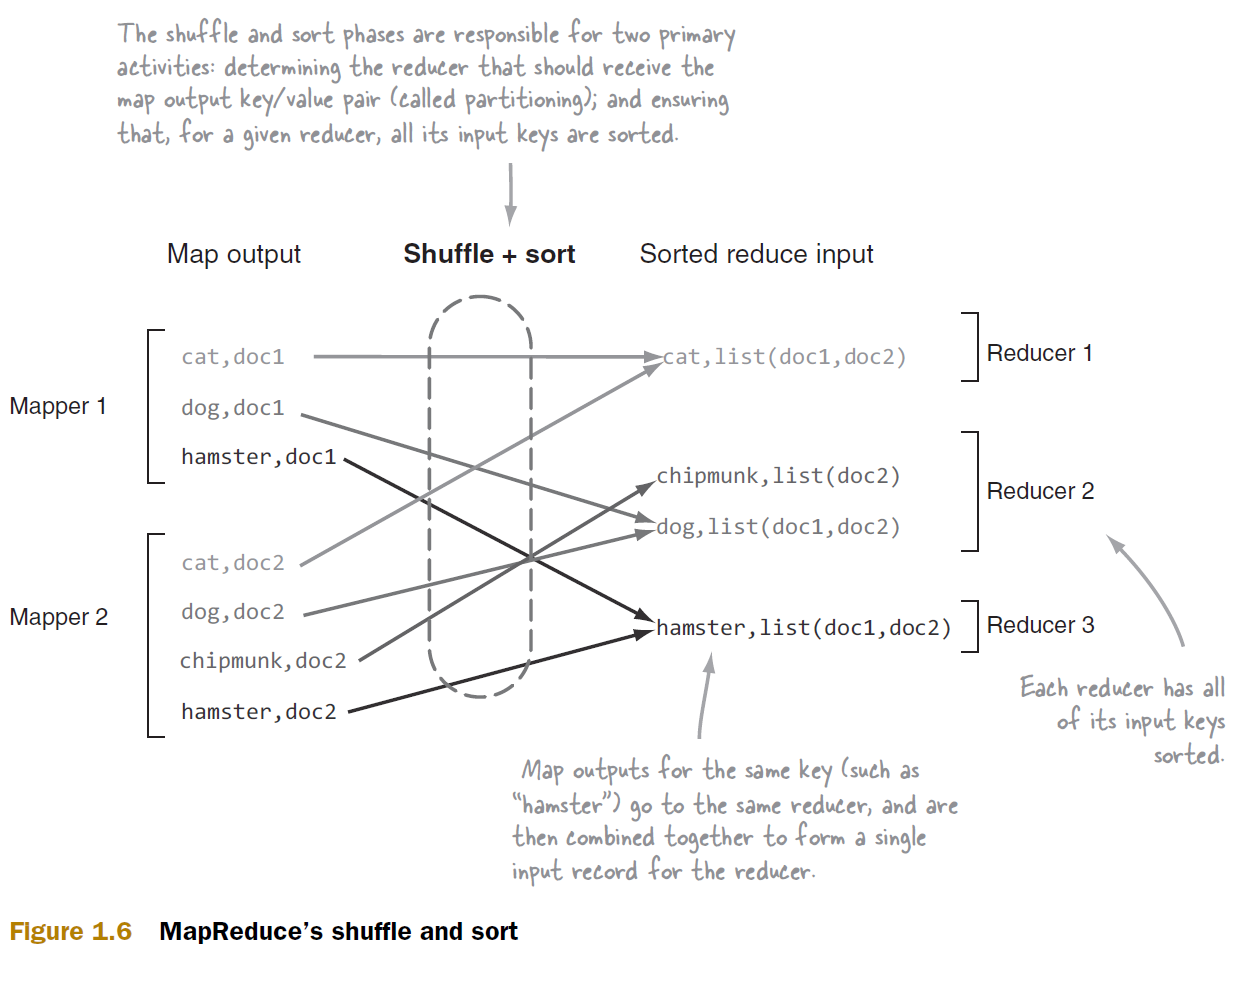 The shuffle and sort phases are responsible for two primary
activities: determining the reducer that should receive the
map output key/value pair (called partitioning); and ensuring
that, for a given reducer, all its input keys are sorted.
Map output
Shuffle + sort
Sorted reduce input
Mapper 1
cat,doc1
dog,doc1
hamster,doc1
Mapper 2
cat,doc2
dog,doc2
chipmunk,doc2
hamster,doc2
cat,list(doc1,doc2)
Reducer 1
chipmunk,list(doc2)
dog,list(doc1,doc2)
Reducer 2
hamster,list(doc1,doc2)
Reducer 3
Each reducer has all
of its input keys
sorted.
Map outputs for the same key (such as
“hamster”) go to the same reducer, and are
then combined together to form a single
input record for the reducer.
Figure 1.6 MapReduce’s shuffle and sort